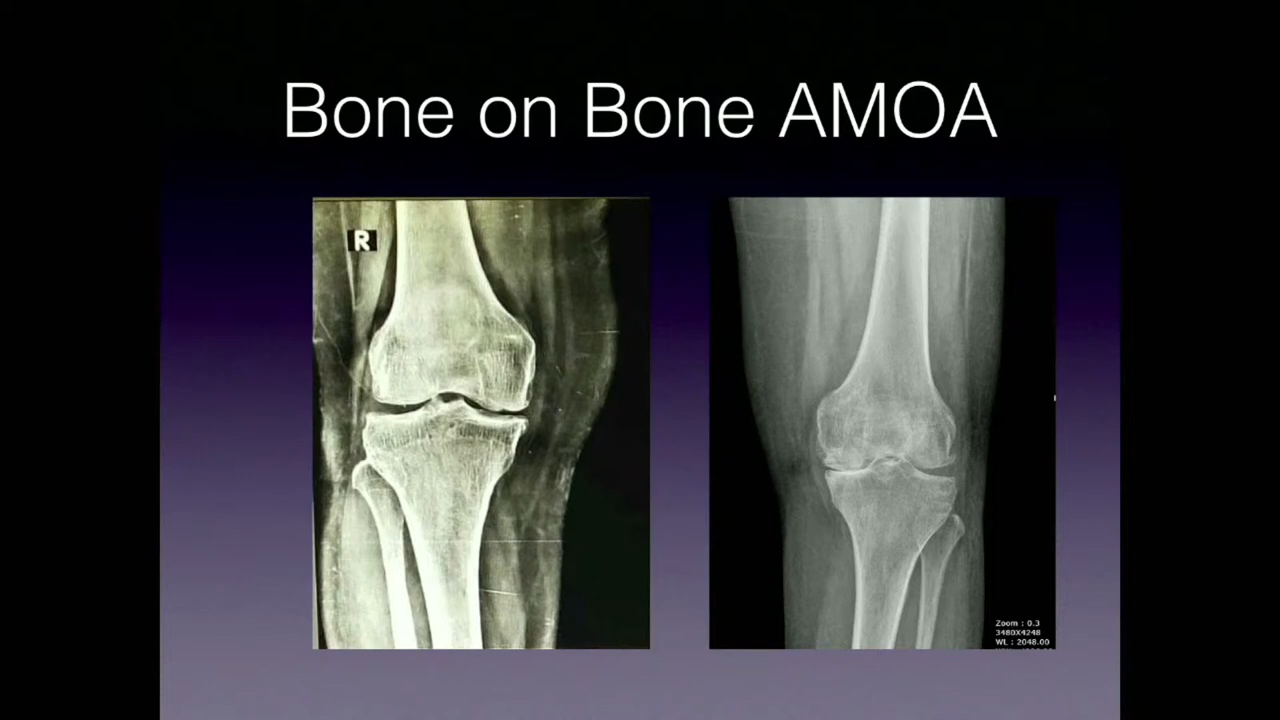 Bone on Bone AMOA
R
Zoom : 0.3
3480X4248
WL : 2048.00